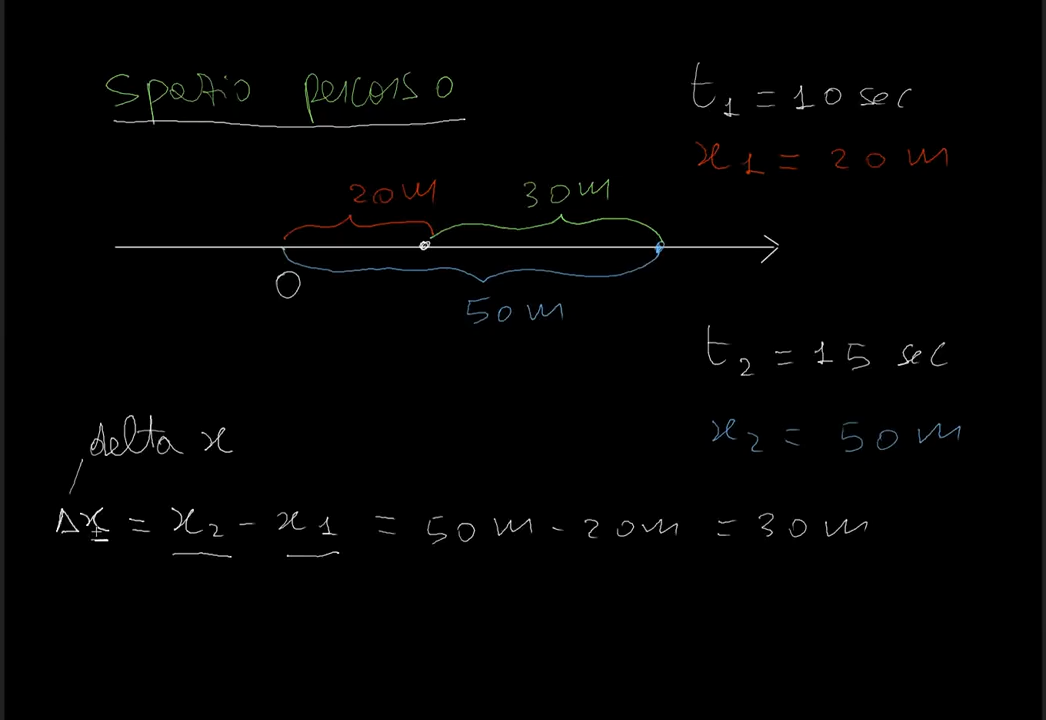 spazio percorso
t₁ = 10 sec
x₁ = 20 m
20 m
30 m
O
50 m
t₂ = 15 sec
x₂ = 50 m
delta x
Δx = x₂ - x₁ = 50 m - 20 m = 30 m